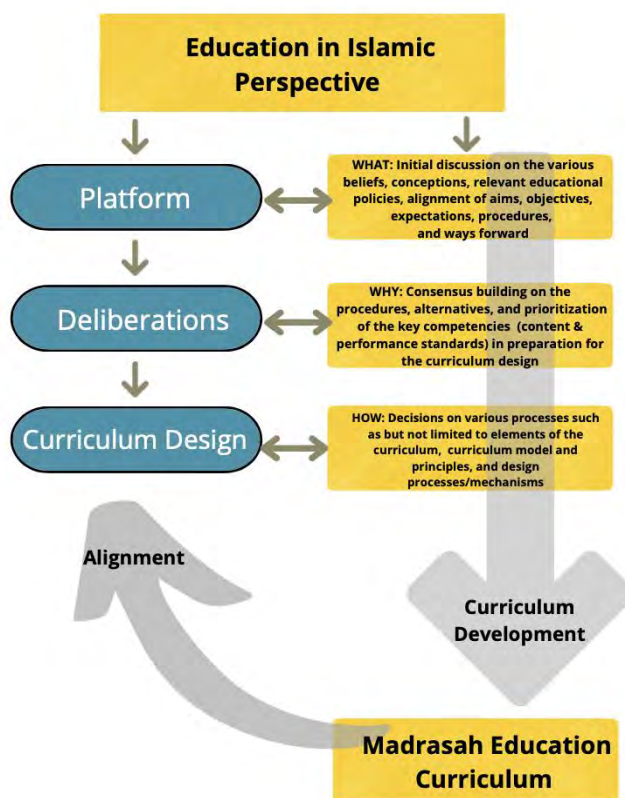 Education in Islamic
Perspective
Platform
WHAT: Initial discussion on the various
beliefs, conceptions, relevant educational
policies, alignment of aims, objectives,
expectations, procedures,
and ways forward
Deliberations
WHY: Consensus building on the
procedures, alternatives, and prioritization
of the key competencies (content &
performance standards) in preparation for
the curriculum design
Curriculum Design
HOW: Decisions on various processes such
as but not limited to elements of the
curriculum, curriculum model and
principles, and design
processes/mechanisms
Alignment
Curriculum
Development
Madrasah Education
Curriculum